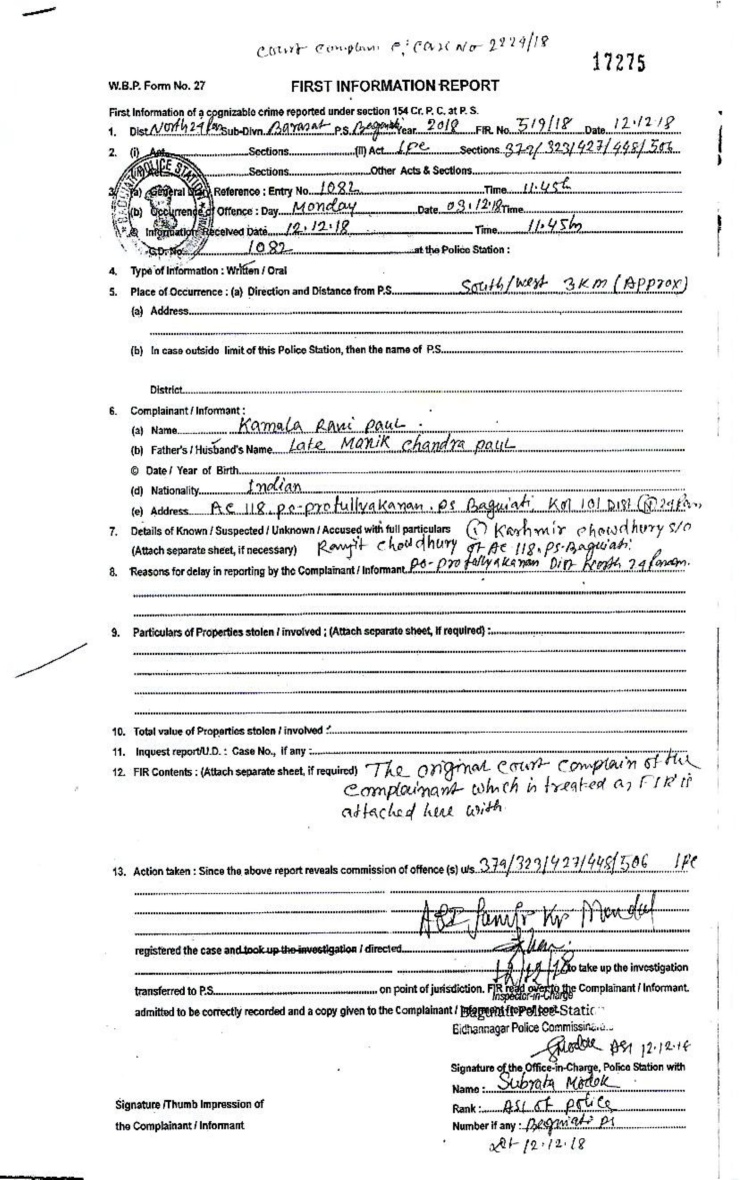 Court Complain C/Case No 2229/18
17275
W.B.P. Form No. 27 FIRST INFORMATION REPORT
First Information of a cognizable crime reported under section 154 Cr. P. C. at P. S.
1. Dist. North 24 Pgns Sub-Divn. Barasat P.S. Baguiati Year 2018 FIR. No. 519/18 Date 12.12.18
2. (i) Act Sections (II) Act IPC Sections 379/323/427/448/506
Sections Other Acts & Sections
3. (a) General Diary Reference : Entry No. 1082 Time 11.45h
(b) Occurrence of Offence : Day Monday Date 03.12.18 Time
© Information Received Date 12.12.18 Time 11.45h
G.D. No. 1082 at the Police Station :
BAGUIATI POLICE STATION
4. Type of Information : Written / Oral
5. Place of Occurrence : (a) Direction and Distance from P.S. South/West 3 KM (Approx)
(a) Address
(b) In case outside limit of this Police Station, then the name of P.S.
District
6. Complainant / Informant :
(a) Name Kamala Rani Paul.
(b) Father's / Husband's Name Late Manik Chandra Paul
© Date / Year of Birth
(d) Nationality Indian
(e) Address AC 118, PO-Profullyakanan. PS Baguiati Kol 101 Dist (N) 24 Pgns
7. Details of Known / Suspected / Unknown / Accused with full particulars (1) Kashmir Chowdhury S/O
(Attach separate sheet, if necessary) Ranjit Chowdhury of AC 118, PS-Baguiati.
8. Reasons for delay in reporting by the Complainant / Informant PO-Profullyakanan Dist North 24
9. Particulars of Properties stolen / involved ; (Attach separate sheet, if required) :
10. Total value of Properties stolen / involved :
11. Inquest report/U.D. : Case No., if any :
12. FIR Contents : (Attach separate sheet, if required) The original Court Complain of the
Complainant which is treated as FIR is
attached here with
13. Action taken : Since the above report reveals commission of offence (s) u/s 379/323/427/448/506 IPC
ASI Kr Mondal
registered the case and took up the investigation / directed
12/12/18 to take up the investigation
transferred to P.S. on point of jurisdiction. FIR read over to the Complainant / Informant.
Inspector-in-Charge
admitted to be correctly recorded and a copy given to the Complainant /
Baguiati Police Station
Bidhannagar Police
ASI 12.12.18
Signature of the Office-in-Charge, Police Station with
Name : Subrata Modok
Signature /Thumb Impression of Rank : ASI of Police
the Complainant / Informant Number if any : Baguiati PS
Dt 12.12.18